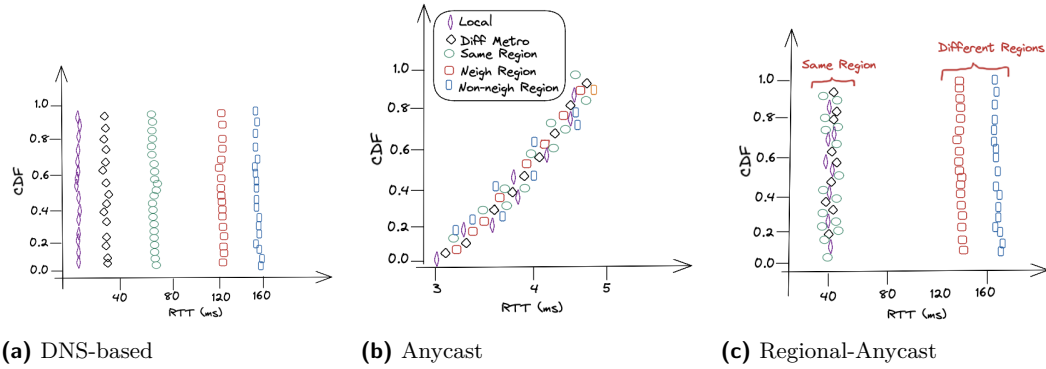 Local
Diff Metro
Same Region
Neigh Region
Non-neigh Region
Same Region
Different Regions
1.0
0.8
0.6
0.4
0.2
0.0
CDF
40
80
120
160
RTT (ms)
1.0
0.8
0.6
0.4
0.2
0.0
CDF
3
4
5
RTT (ms)
1.0
0.8
0.6
0.4
0.2
0.0
CDF
40
80
120
160
RTT (ms)
(a) DNS-based
(b) Anycast
(c) Regional-Anycast